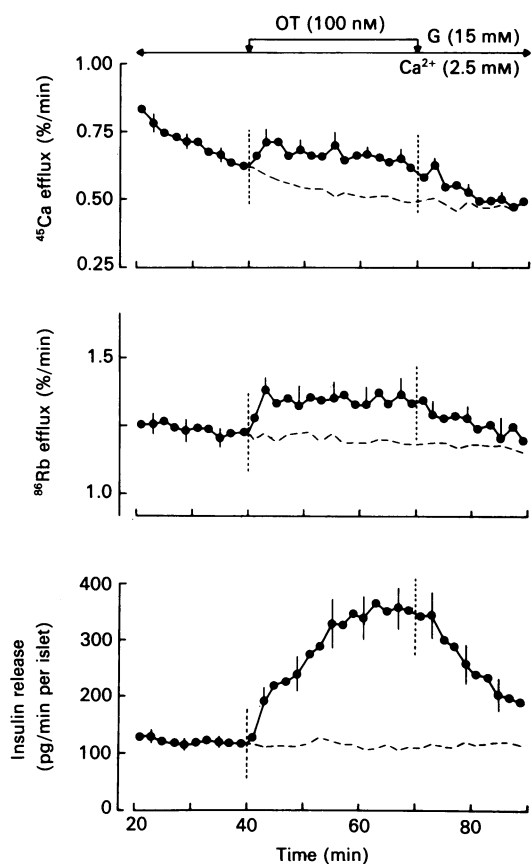 OT (100 nM)
G (15 mM)
Ca²⁺ (2.5 mM)
1.00
0.75
0.50
0.25
⁴⁵Ca efflux (%/min)
1.5
1.0
⁸⁶Rb efflux (%/min)
400
300
200
100
0
Insulin release
(pg/min per islet)
20
40
60
80
Time (min)